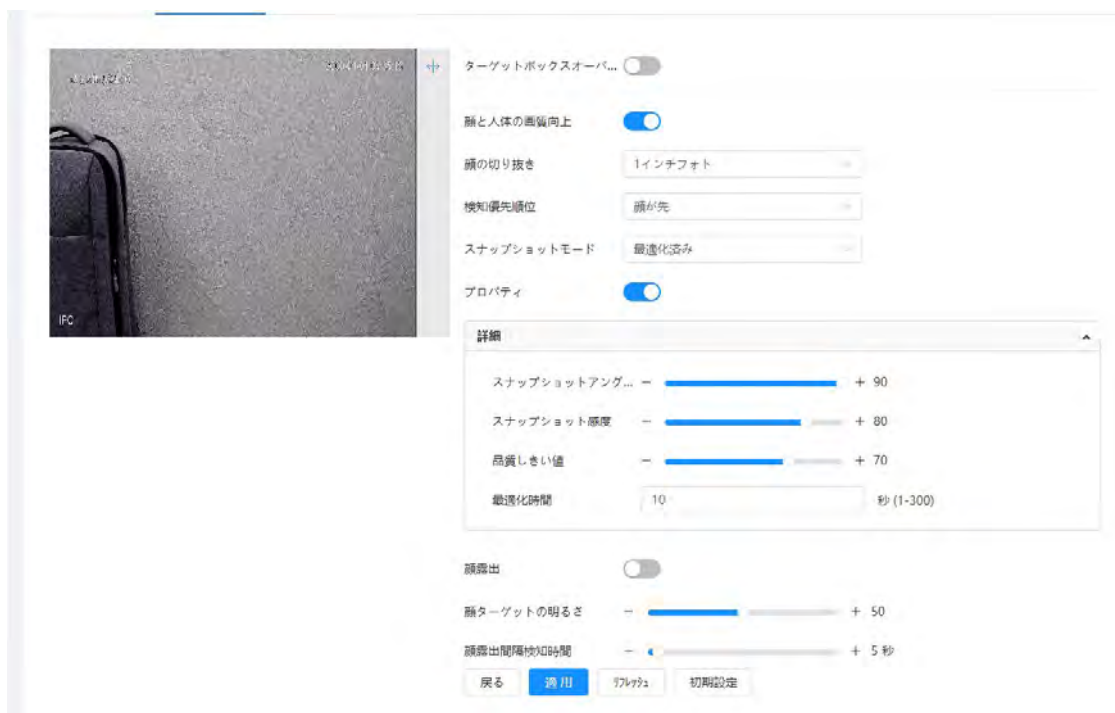 ターゲットボックスオーバ...
顔と人体の画質向上
顔の切り抜き 1インチフォト
検知優先順位 顔が先
スナップショットモード 最適化済み
プロパティ
IPC
詳細
スナップショットアング... - + 90
スナップショット感度 - + 80
品質しきい値 - + 70
最適化時間 10 秒 (1-300)
顔露出
顔ターゲットの明るさ - + 50
顔露出間隔検知時間 - + 5 秒
戻る 適用 リフレッシュ 初期設定